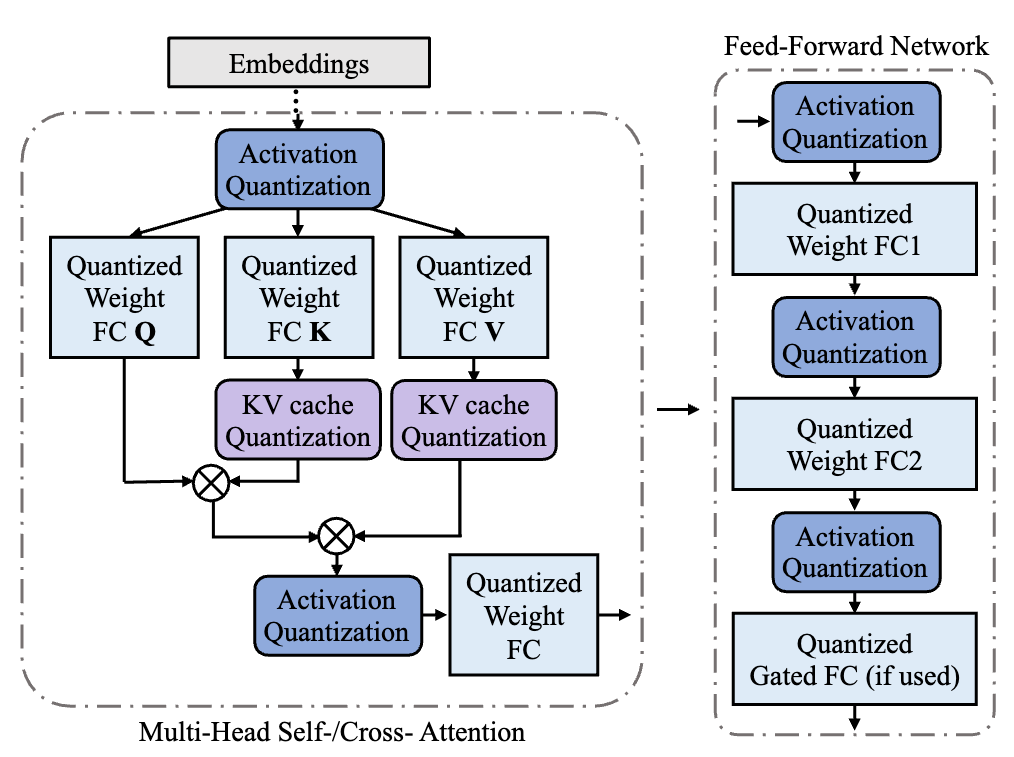 Embeddings
Activation
Quantization
Quantized
Weight
FC Q
Quantized
Weight
FC K
Quantized
Weight
FC V
KV cache
Quantization
KV cache
Quantization
Activation
Quantization
Quantized
Weight
FC
Multi-Head Self-/Cross- Attention
Feed-Forward Network
Activation
Quantization
Quantized
Weight FC1
Activation
Quantization
Quantized
Weight FC2
Activation
Quantization
Quantized
Gated FC (if used)